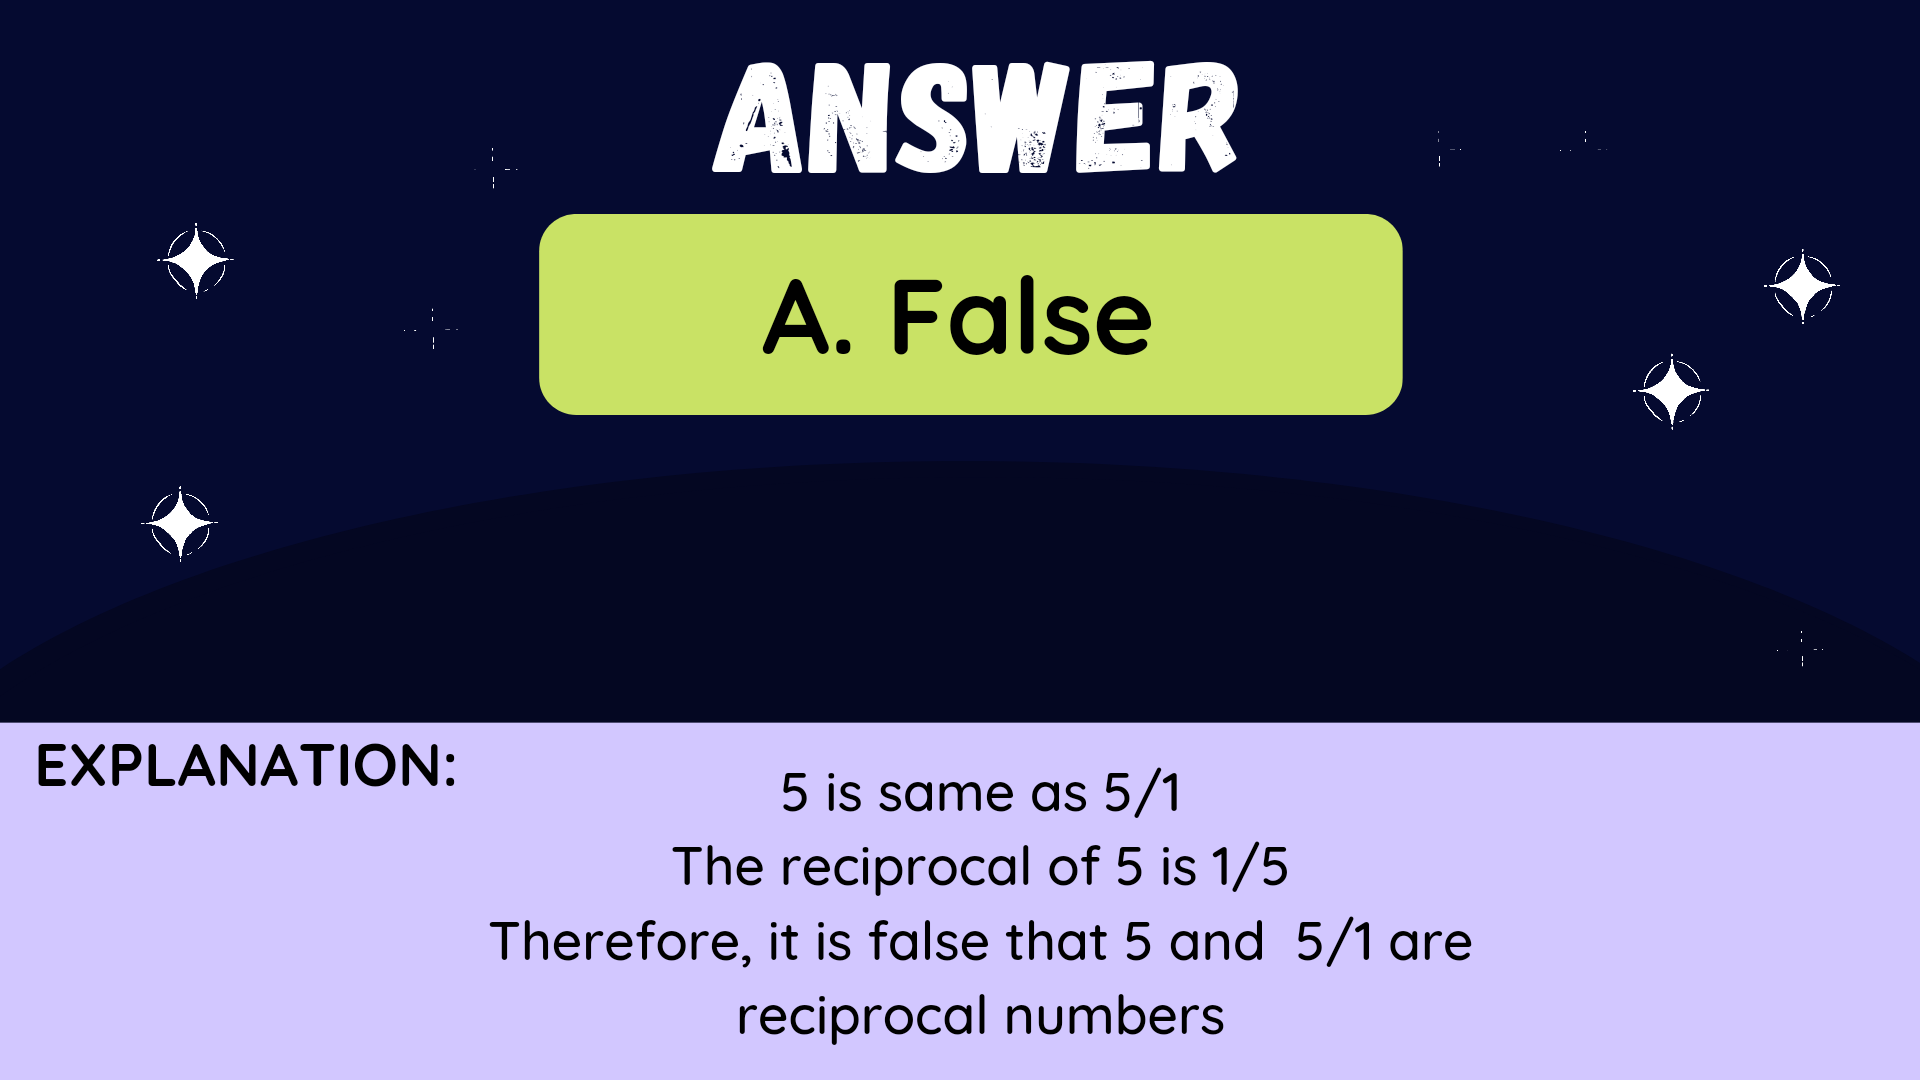 ANSWER
A. False
EXPLANATION:
5 is same as 5/1
The reciprocal of 5 is 1/5
Therefore, it is false that 5 and  5/1 are
reciprocal numbers